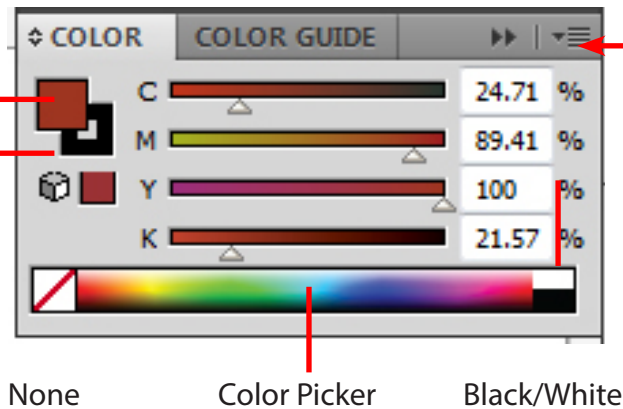 COLOR COLOR GUIDE
C 24.71 %
M 89.41 %
Y 100 %
K 21.57 %
None Color Picker Black/White